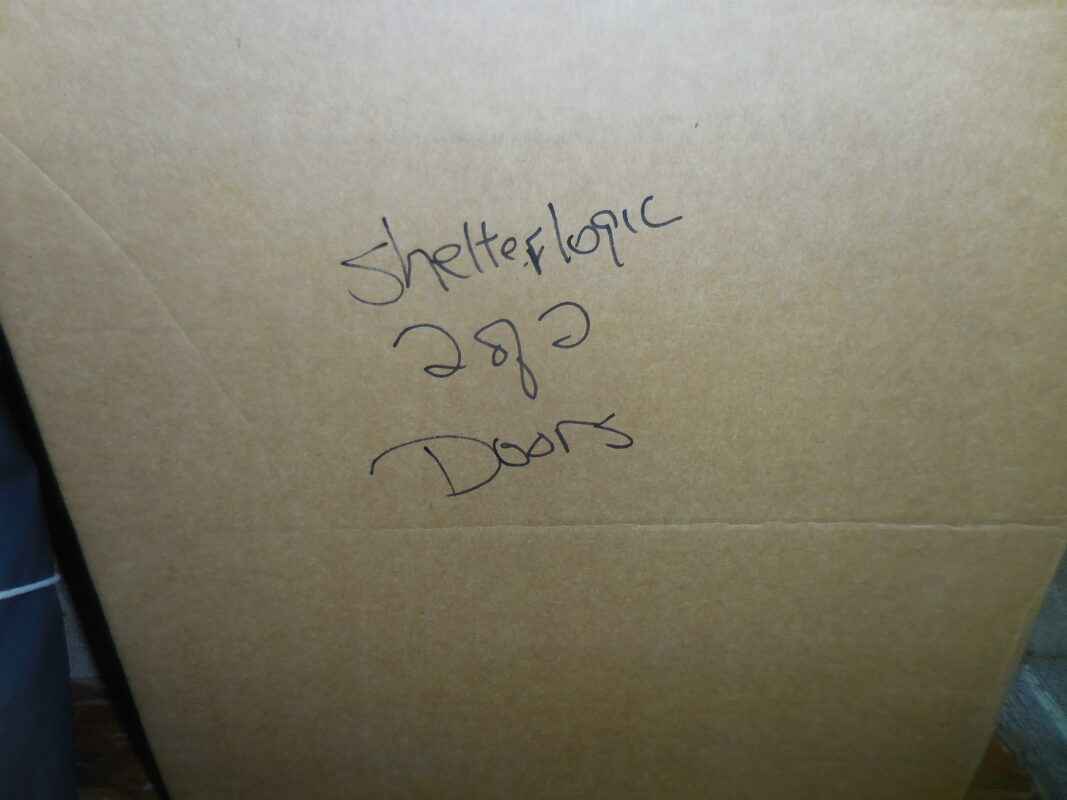 Shelterlogic
2 of 2
Doors